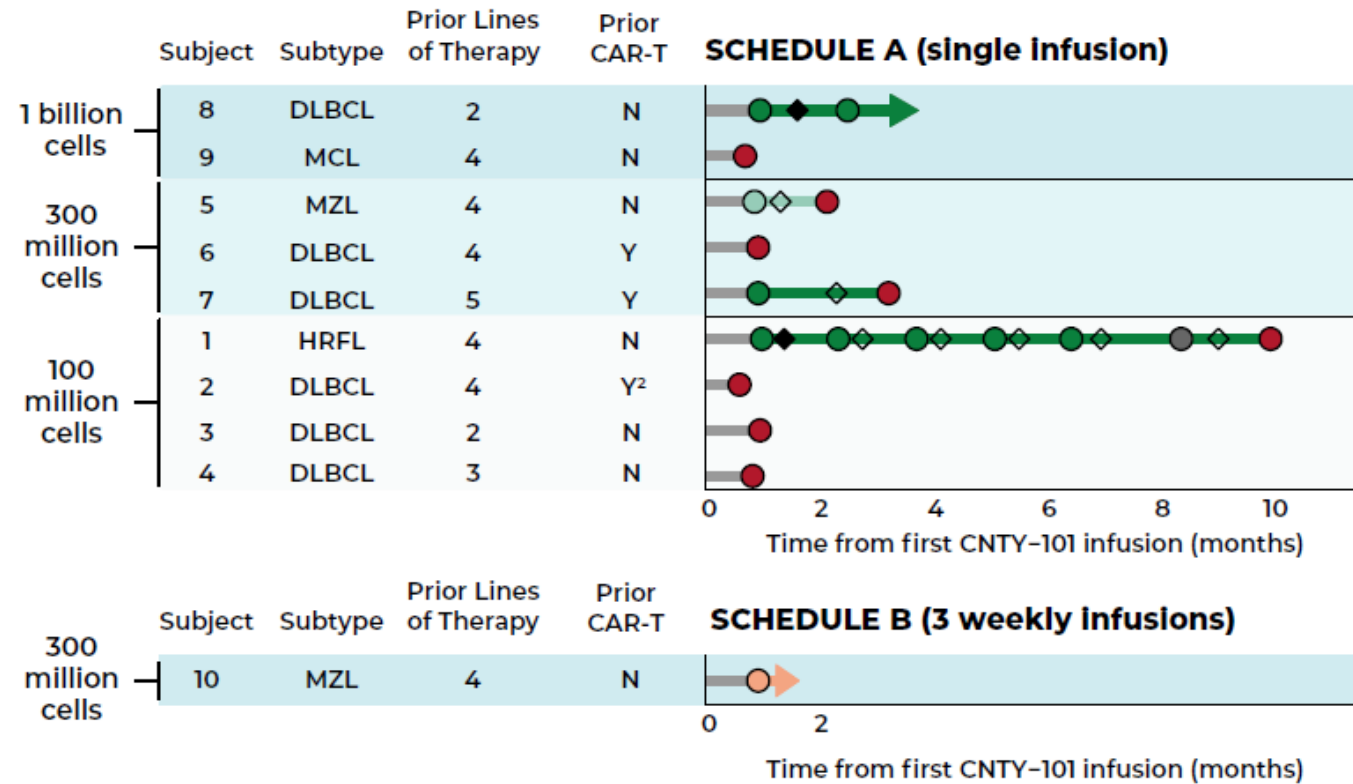 Subject Subtype Prior Lines of Therapy Prior CAR-T SCHEDULE A (single infusion)
1 billion cells
8 DLBCL 2 N
9 MCL 4 N
300 million cells
5 MZL 4 N
6 DLBCL 4 Y
7 DLBCL 5 Y
100 million cells
1 HRFL 4 N
2 DLBCL 4 Y²
3 DLBCL 2 N
4 DLBCL 3 N
0 2 4 6 8 10
Time from first CNTY-101 infusion (months)
Subject Subtype Prior Lines of Therapy Prior CAR-T SCHEDULE B (3 weekly infusions)
300 million cells
10 MZL 4 N
0 2
Time from first CNTY-101 infusion (months)